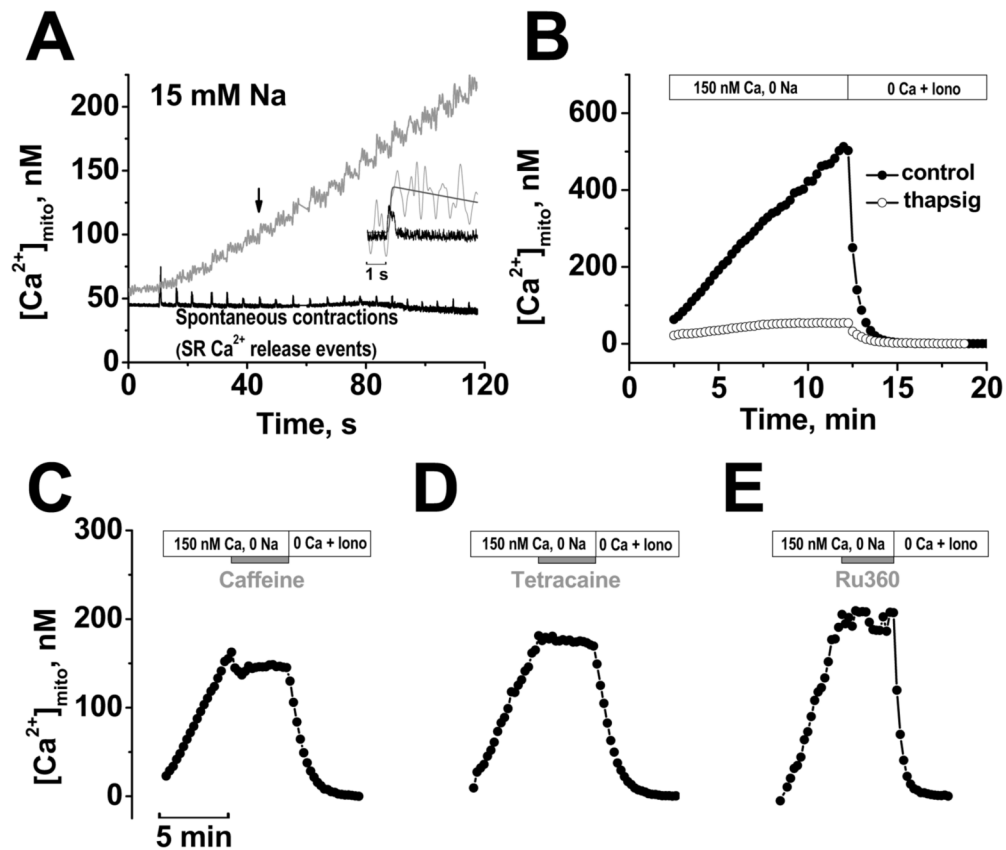 A
15 mM Na
[Ca²⁺]mito, nM
200
150
100
50
0
1 s
Spontaneous contractions
(SR Ca²⁺ release events)
0
40
80
120
Time, s
B
150 nM Ca, 0 Na
0 Ca + Iono
[Ca²⁺]mito, nM
600
400
200
0
control
thapsig
0
5
10
15
20
Time, min
C
[Ca²⁺]mito, nM
300
200
100
0
150 nM Ca, 0 Na
0 Ca + Iono
Caffeine
5 min
D
150 nM Ca, 0 Na
0 Ca + Iono
Tetracaine
E
150 nM Ca, 0 Na
0 Ca + Iono
Ru360